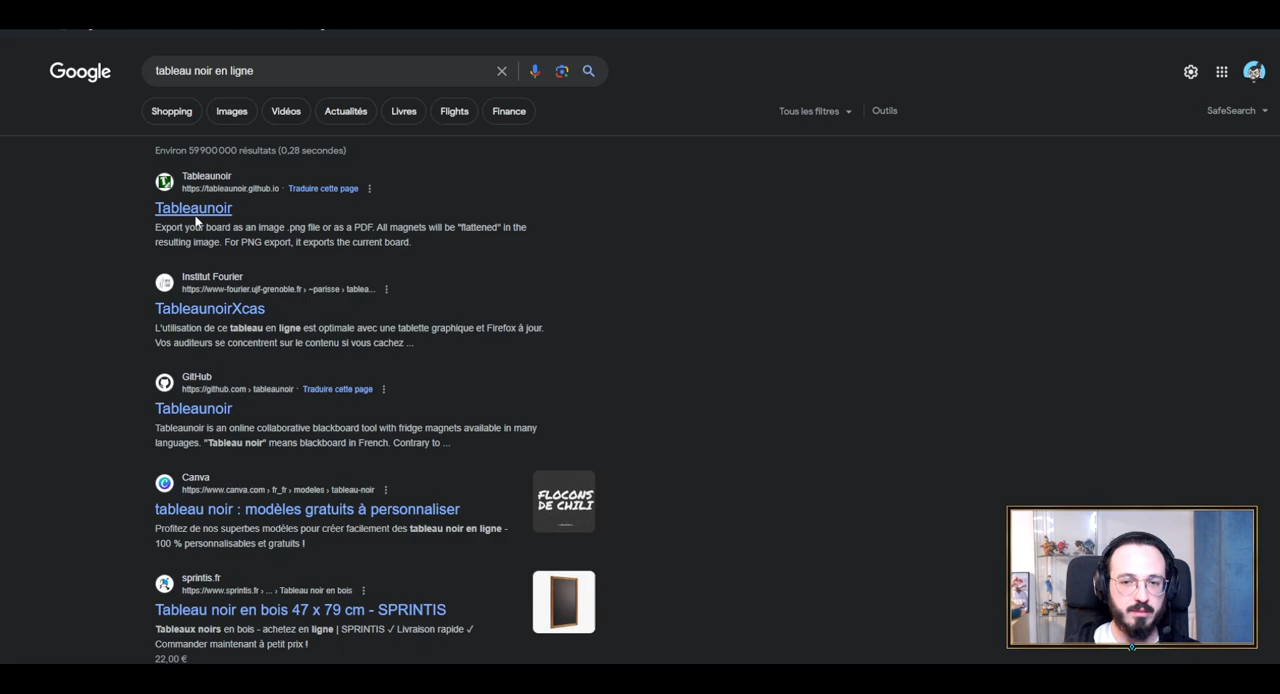 Google
tableau noir en ligne
Shopping
Images
Vidéos
Actualités
Livres
Flights
Finance
Tous les filtres
Outils
SafeSearch
Environ 59 900 000 résultats (0,28 secondes)
Tableaunoir
https://tableaunoir.github.io · Traduire cette page
Tableaunoir
Export your board as an image .png file or as a PDF. All magnets will be "flattened" in the
resulting image. For PNG export, it exports the current board.
Institut Fourier
https://www-fourier.ujf-grenoble.fr › ~parisse › tablea...
TableaunoirXcas
L'utilisation de ce tableau en ligne est optimale avec une tablette graphique et Firefox à jour.
Vos auditeurs se concentrent sur le contenu si vous cachez ...
GitHub
https://github.com › tableaunoir · Traduire cette page
Tableaunoir
Tableaunoir is an online collaborative blackboard tool with fridge magnets available in many
languages. "Tableau noir" means blackboard in French. Contrary to ...
Canva
https://www.canva.com › fr_fr › modeles › tableau-noir
tableau noir : modèles gratuits à personnaliser
Profitez de nos superbes modèles pour créer facilement des tableau noir en ligne -
100 % personnalisables et gratuits !
FLOCONS
DE CHILI
sprintis.fr
https://www.sprintis.fr › ... › Tableau noir en bois
Tableau noir en bois 47 x 79 cm - SPRINTIS
Tableaux noirs en bois - achetez en ligne | SPRINTIS ✓ Livraison rapide ✓
Commander maintenant à petit prix !
22,00 €